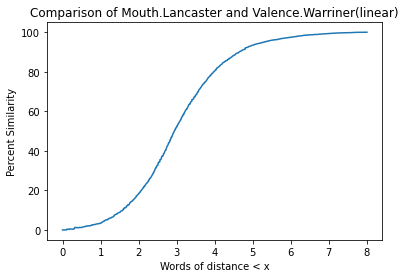 Comparison of Mouth.Lancaster and Valence.Warriner(linear)
100
80
60
40
20
0
Percent Similarity
0 1 2 3 4 5 6 7 8
Words of distance < x